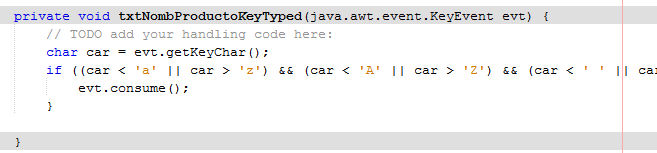 private void txtNombProductoKeyTyped(java.awt.event.KeyEvent evt) {
// TODO add your handling code here:
char car = evt.getKeyChar();
if ((car < 'a' || car > 'z') && (car < 'A' || car > 'Z') && (car < ' ' ||
evt.consume();
}
}